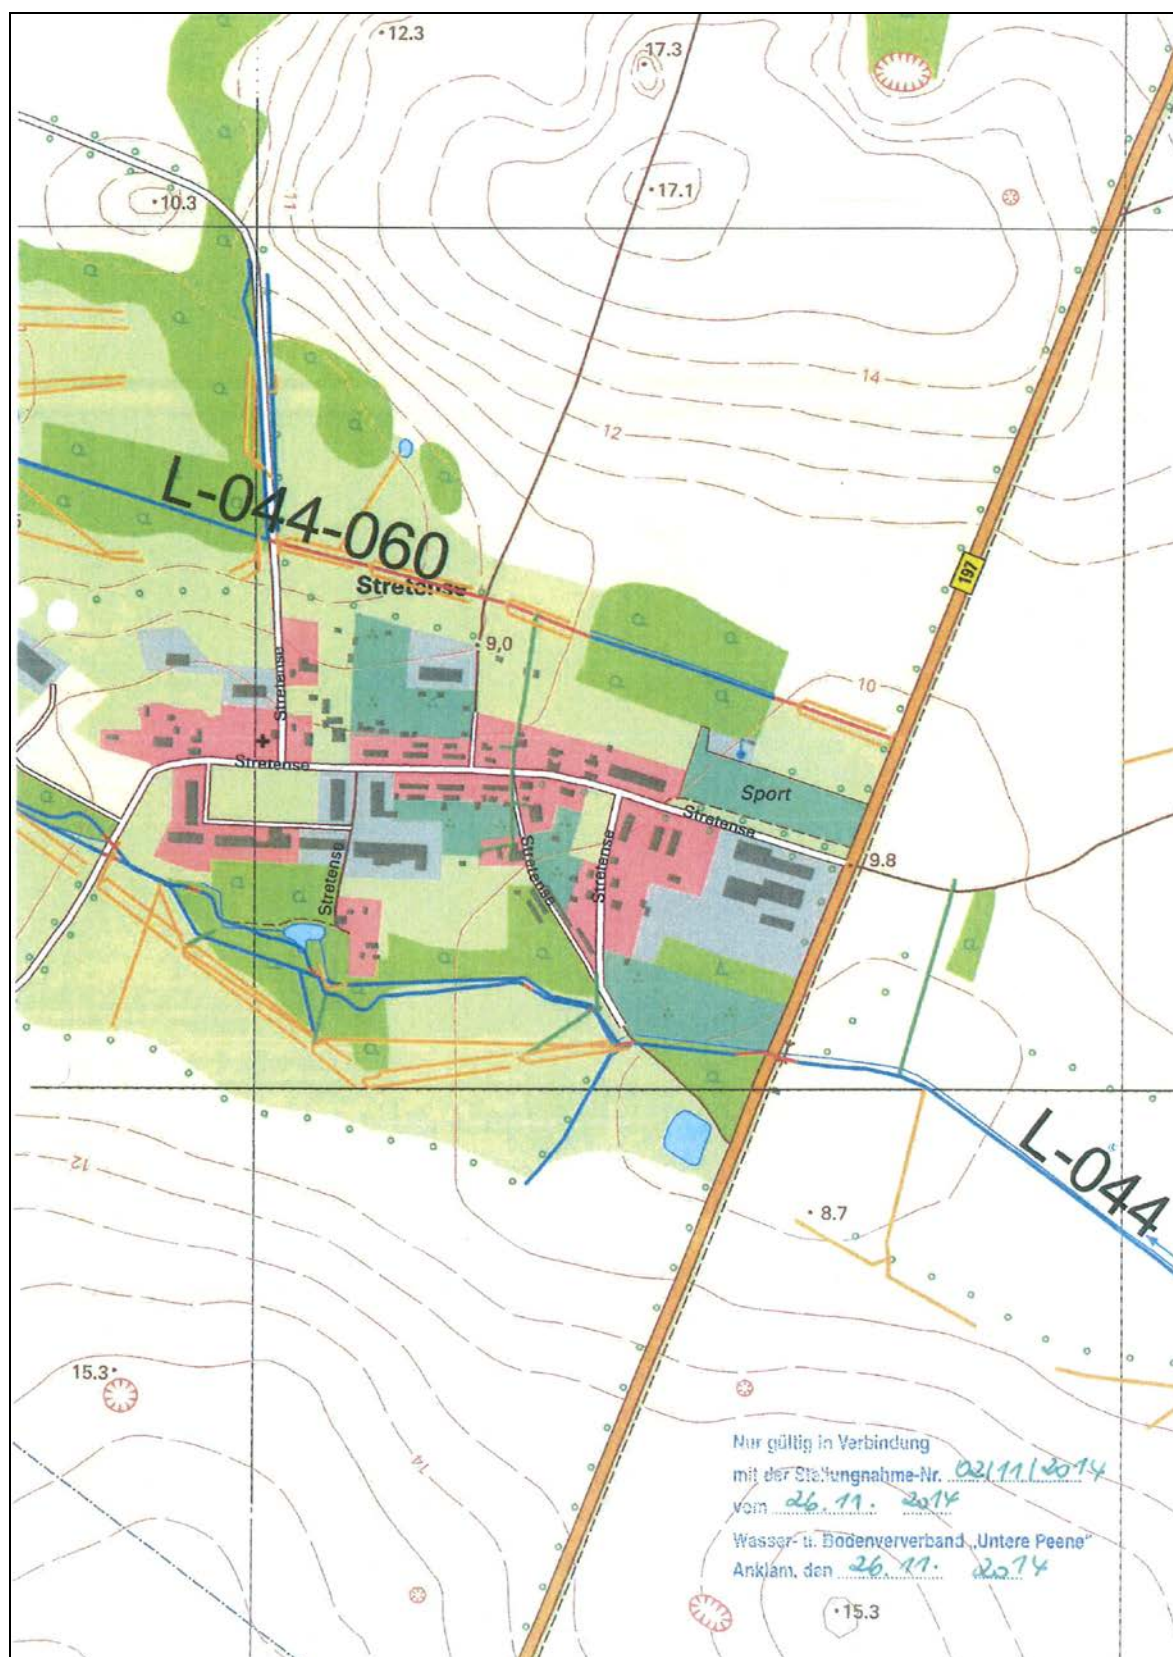 12.3
17.3
10.3
11
17.1
14
12
L-044-060
Stretense
197
9,0
10
Stretense
Stretense
Sport
Stretense
9.8
Stretense
Stretense
Stretense
L-044
12
8.7
15.3
14
Nur gültig in Verbindung
mit der Stellungnahme-Nr. 02/11/2014
vom 26.11. 2014
Wasser- u. Bodenververband „Untere Peene"
Anklam, den 26.11. 2014
15.3